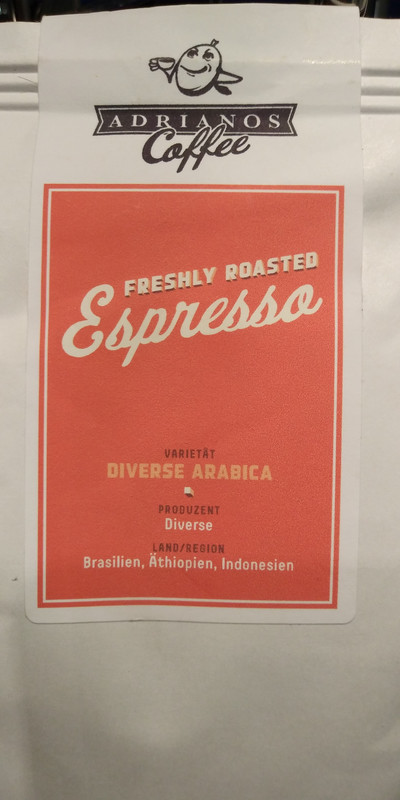 ADRIANOS
Coffee
FRESHLY ROASTED
Espresso
VARIETÄT
DIVERSE ARABICA
PRODUZENT
Diverse
LAND/REGION
Brasilien, Äthiopien, Indonesien